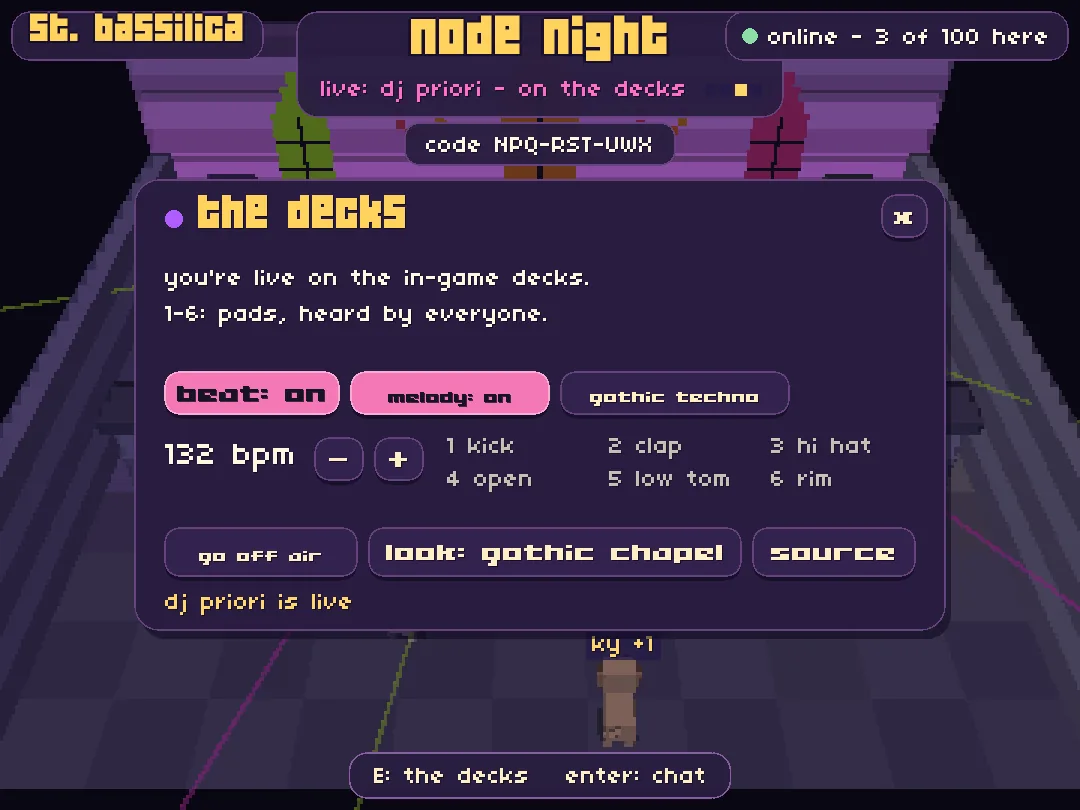 st. bassilica
node night
live: dj priori - on the decks
online - 3 of 100 here
code NPQ-RST-UWX
the decks
x
you're live on the in-game decks.
1-6: pads, heard by everyone.
beat: on
melody: on
gothic techno
132 bpm
-
+
1 kick 2 clap 3 hi hat
4 open 5 low tom 6 rim
go off air
look: gothic chapel
source
dj priori is live
ky +1
E: the decks enter: chat